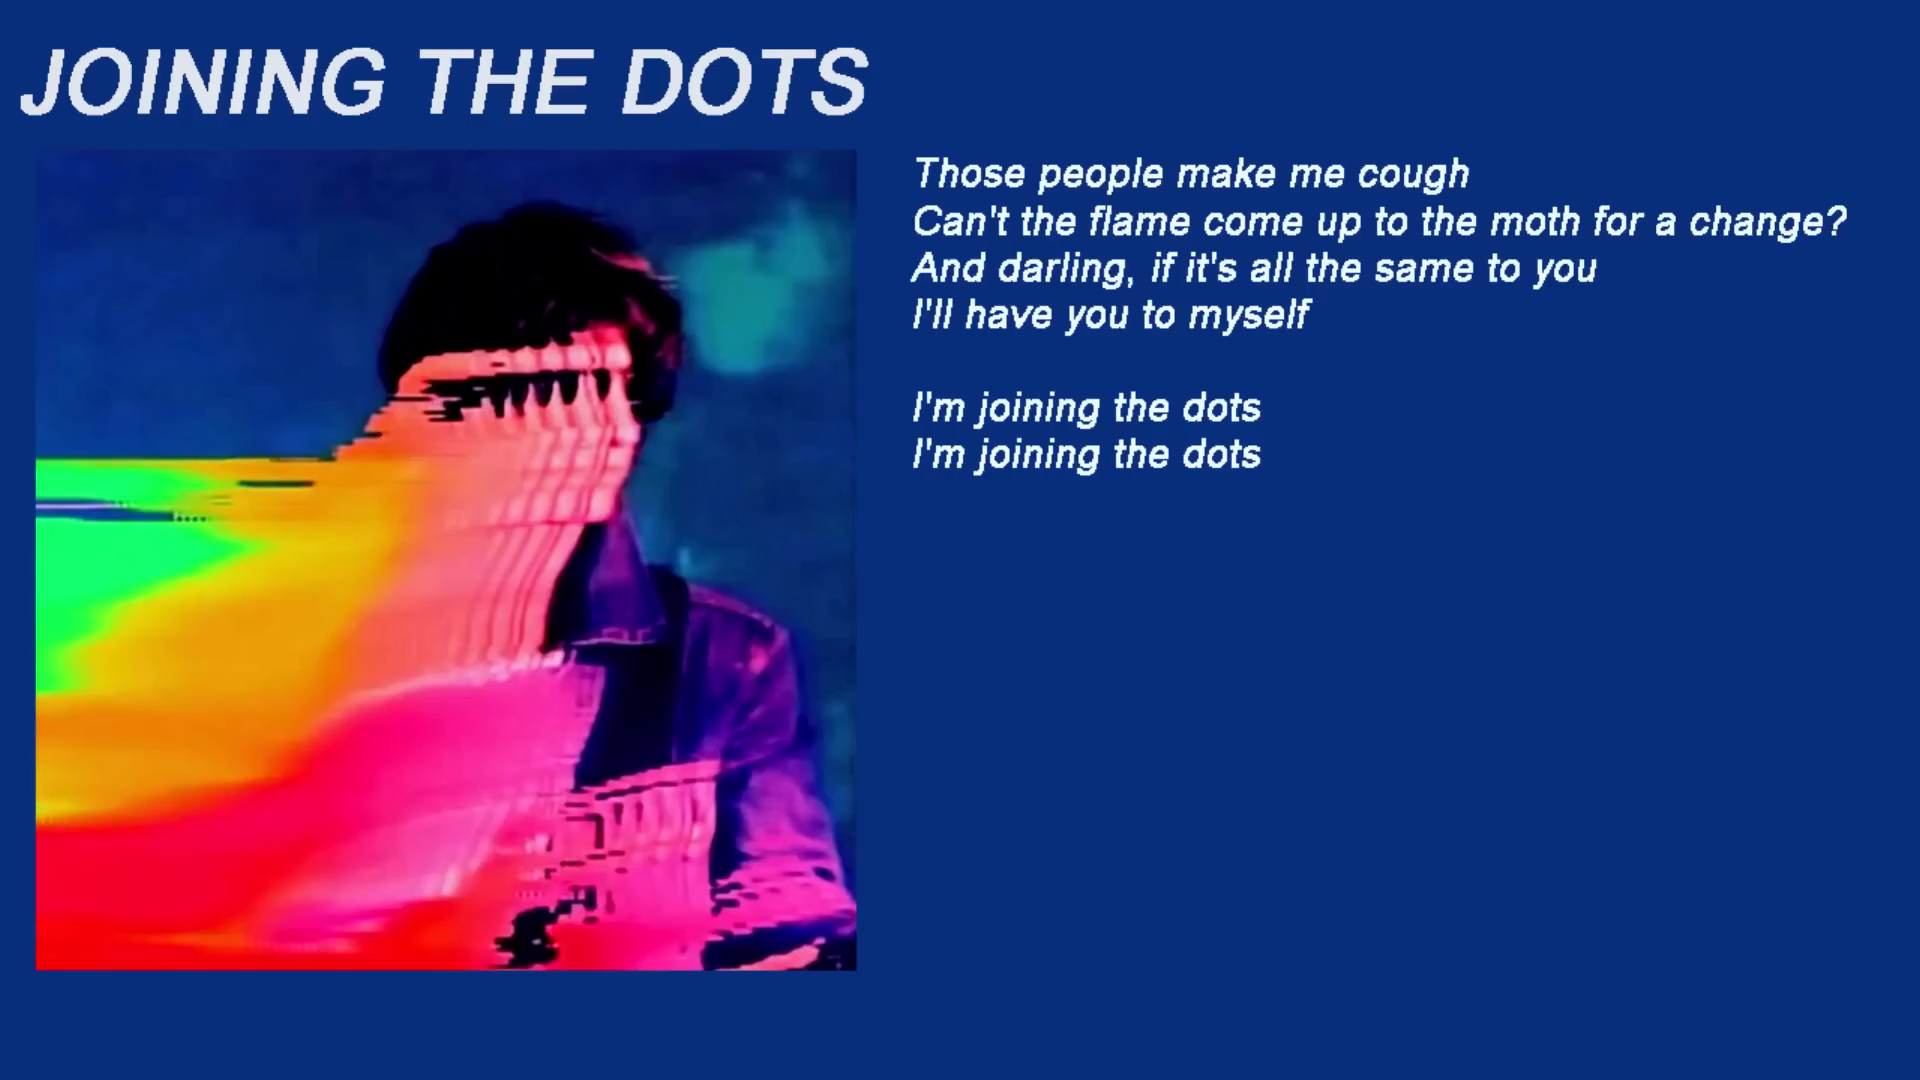 JOINING THE DOTS
Those people make me cough
Can't the flame come up to the moth for a change?
And darling, if it's all the same to you
I'll have you to myself
I'm joining the dots
I'm joining the dots